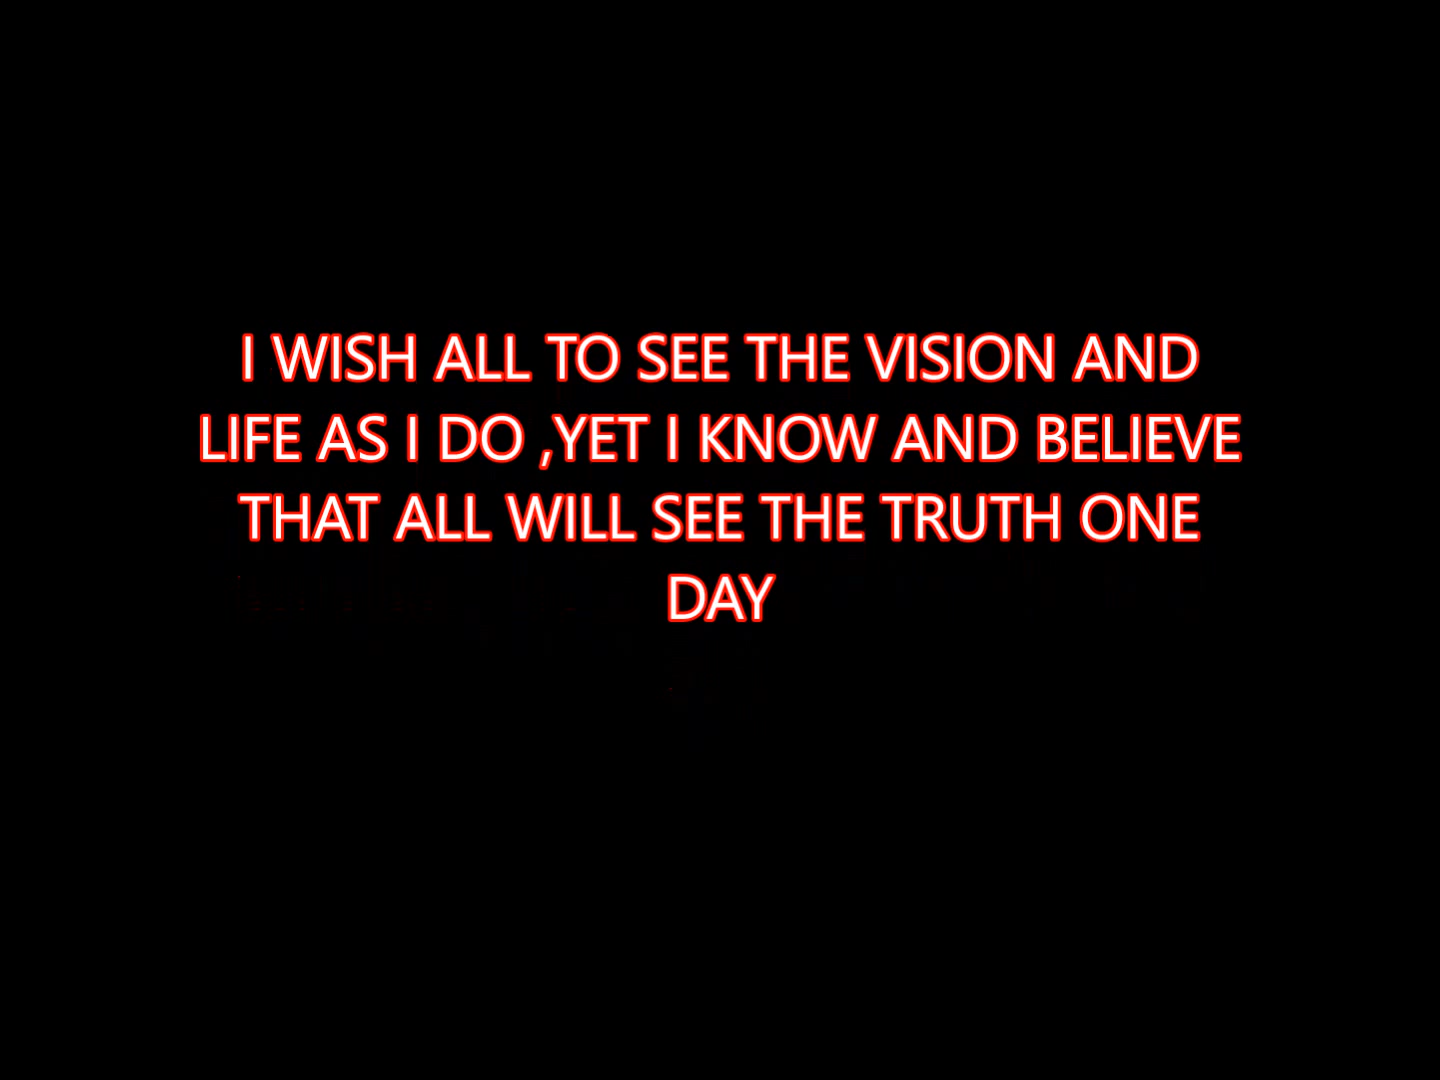 I WISH ALL TO SEE THE VISION AND
LIFE AS I DO ,YET I KNOW AND BELIEVE
THAT ALL WILL SEE THE TRUTH ONE
DAY